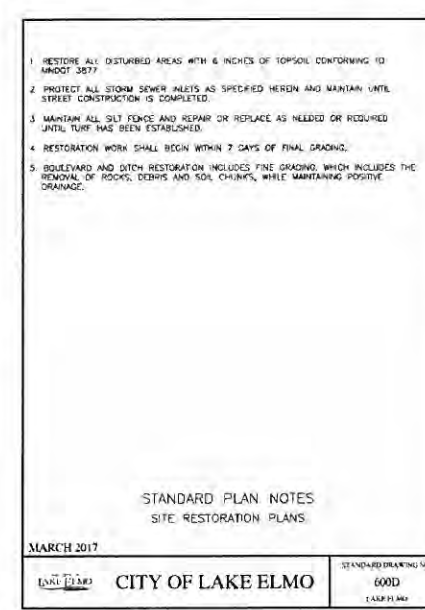 1 RESTORE ALL DISTURBED AREAS WITH 6 INCHES OF TOPSOIL CONFORMING TO
MNDOT 3877
2 PROTECT ALL STORM SEWER INLETS AS SPECIFIED HEREIN AND MAINTAIN UNTIL
STREET CONSTRUCTION IS COMPLETED.
3 MAINTAIN ALL SILT FENCE AND REPAIR OR REPLACE AS NEEDED OR REQUIRED
UNTIL TURF HAS BEEN ESTABLISHED.
4 RESTORATION WORK SHALL BEGIN WITHIN 7 DAYS OF FINAL GRADING.
5 BOULEVARD AND DITCH RESTORATION INCLUDES FINE GRADING, WHICH INCLUDES THE
REMOVAL OF ROCKS, DEBRIS AND SOIL CHUNKS, WHILE MAINTAINING POSITIVE
DRAINAGE.
STANDARD PLAN NOTES
SITE RESTORATION PLANS
MARCH 2017
LAKE ELMO
CITY OF LAKE ELMO
STANDARD DRAWING N
600D
LAKE ELMO